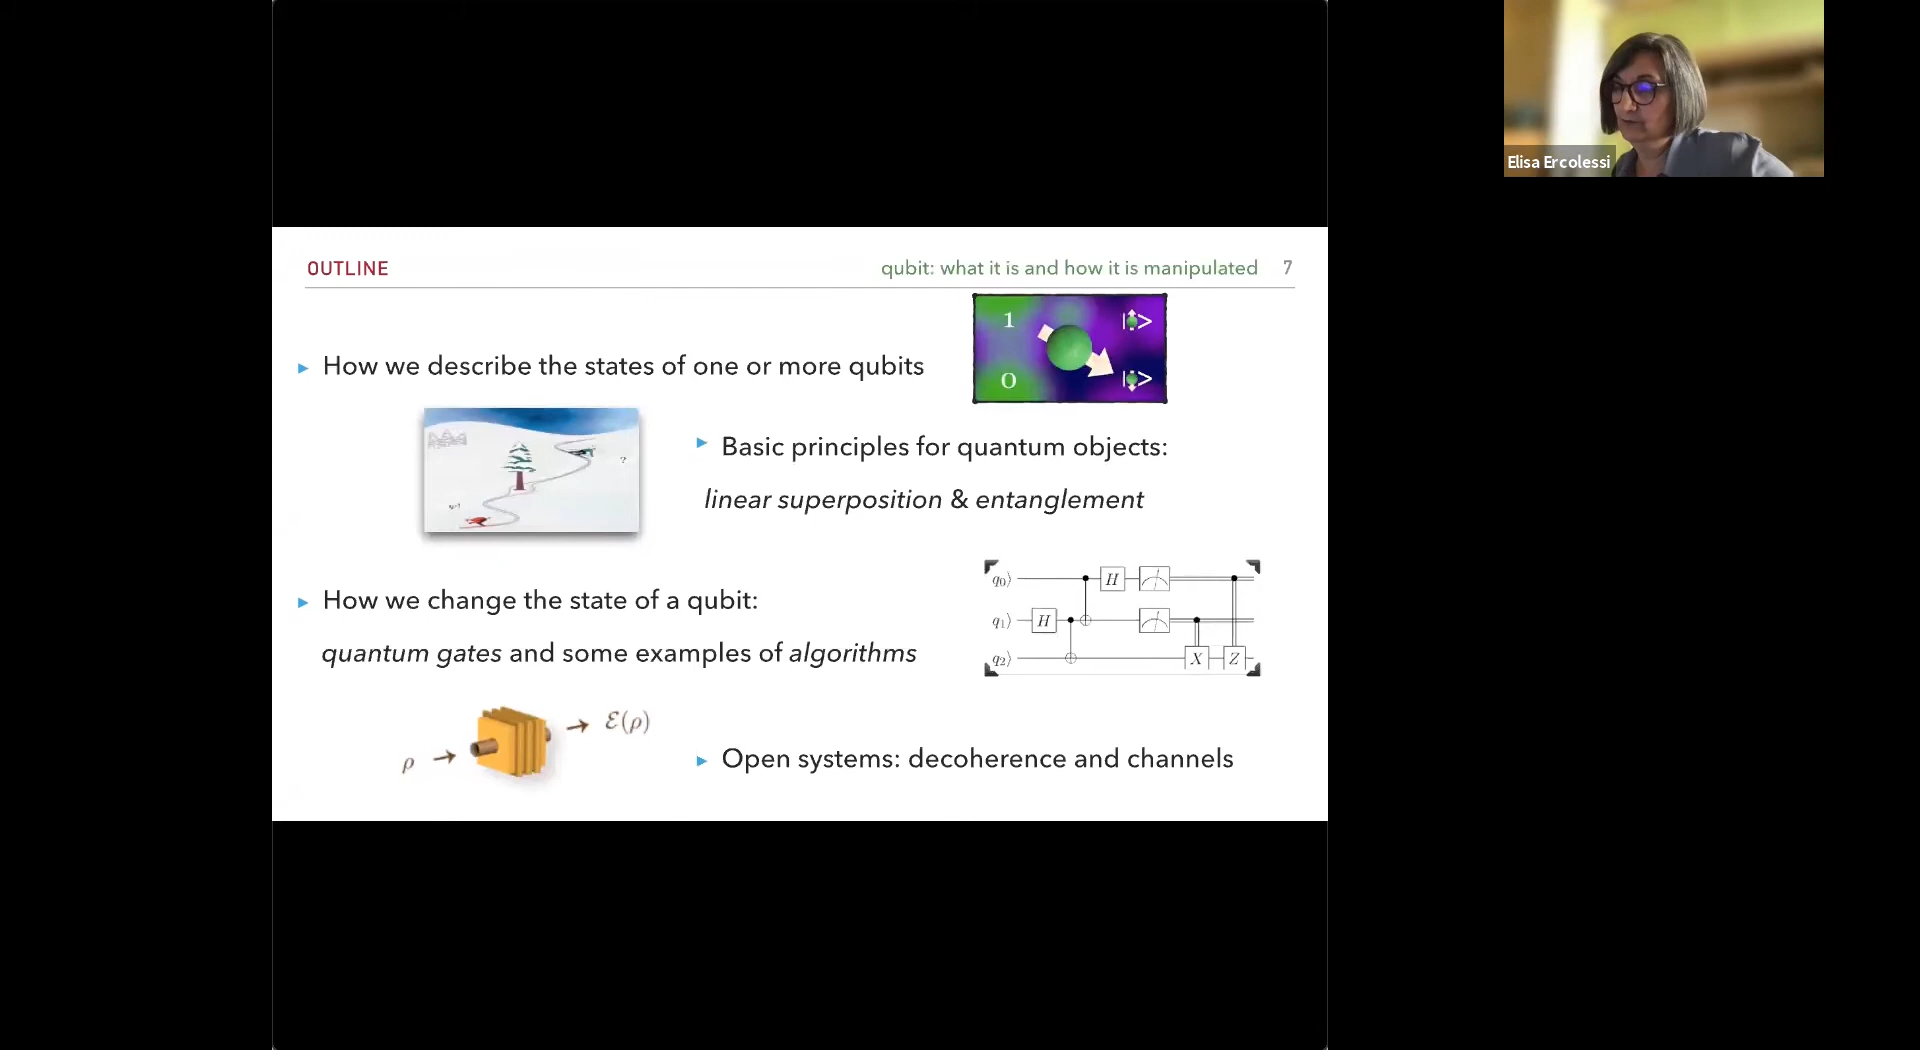 Elisa Ercolessi
OUTLINE
qubit: what it is and how it is manipulated 7
1 | >
0 | >
▸ How we describe the states of one or more qubits
?
▸ Basic principles for quantum objects:
linear superposition & entanglement
▸ How we change the state of a qubit:
quantum gates and some examples of algorithms
q₀⟩ H
q₁⟩ H
q₂⟩ X Z
ρ → → ℰ(ρ)
▸ Open systems: decoherence and channels